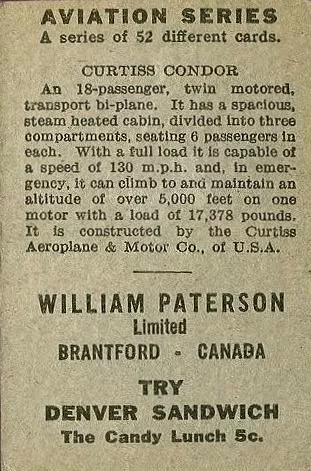 AVIATION SERIES
A series of 52 different cards.
CURTISS CONDOR
An 18-passenger, twin motored,
transport bi-plane. It has a spacious,
steam heated cabin, divided into three
compartments, seating 6 passengers in
each. With a full load it is capable of
a speed of 130 m.p.h. and, in emer-
gency, it can climb to and maintain an
altitude of over 5,000 feet on one
motor with a load of 17,378 pounds.
It is constructed by the Curtiss
Aeroplane & Motor Co., of U.S.A.
WILLIAM PATERSON
Limited
BRANTFORD - CANADA
TRY
DENVER SANDWICH
The Candy Lunch 5c.